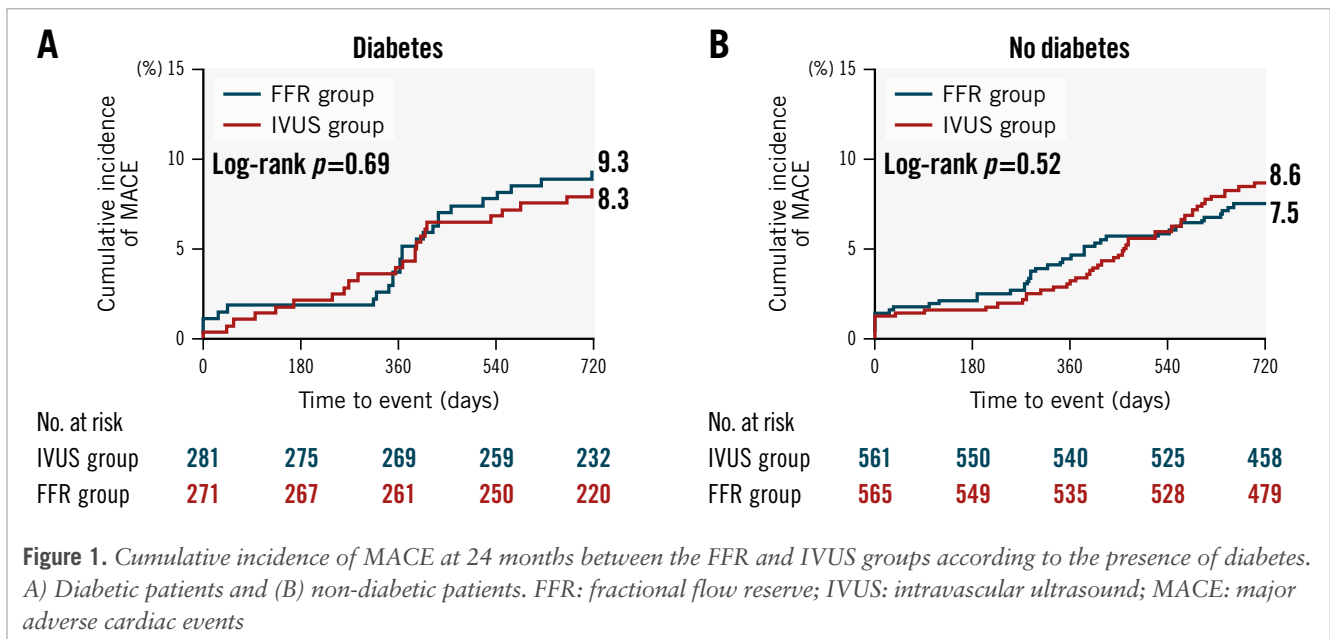 A
Diabetes
(%)
15
10
5
0
Cumulative incidence
of MACE
FFR group
IVUS group
Log-rank p=0.69
9.3
8.3
0 180 360 540 720
Time to event (days)
No. at risk
IVUS group 281 275 269 259 232
FFR group 271 267 261 250 220
B
No diabetes
(%)
15
10
5
0
Cumulative incidence
of MACE
FFR group
IVUS group
Log-rank p=0.52
8.6
7.5
0 180 360 540 720
Time to event (days)
No. at risk
IVUS group 561 550 540 525 458
FFR group 565 549 535 528 479
Figure 1. Cumulative incidence of MACE at 24 months between the FFR and IVUS groups according to the presence of diabetes.
A) Diabetic patients and (B) non-diabetic patients. FFR: fractional flow reserve; IVUS: intravascular ultrasound; MACE: major
adverse cardiac events